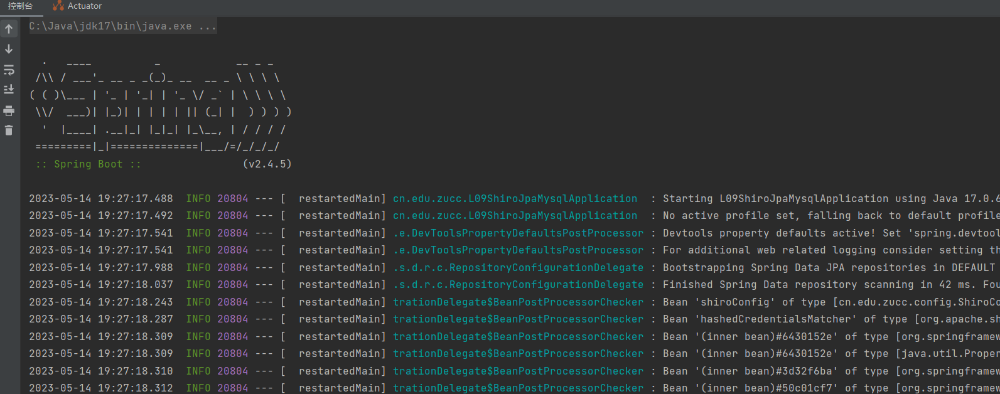 控制台 Actuator
C:\Java\jdk17\bin\java.exe ...
  .   ____          _            __ _ _
 /\\ / ___'_ __ _ _(_)_ __  __ _ \ \ \ \
( ( )\___ | '_ | '_| | '_ \/ _` | \ \ \ \
 \\/  ___)| |_)| | | | | || (_| |  ) ) ) )
  '  |____| .__|_| |_|_| |_\__, | / / / /
 =========|_|==============|___/=/_/_/_/
 :: Spring Boot ::                (v2.4.5)
2023-05-14 19:27:17.488  INFO 20804 --- [  restartedMain] cn.edu.zucc.L09ShiroJpaMysqlApplication  : Starting L09ShiroJpaMysqlApplication using Java 17.0.6
2023-05-14 19:27:17.492  INFO 20804 --- [  restartedMain] cn.edu.zucc.L09ShiroJpaMysqlApplication  : No active profile set, falling back to default profile
2023-05-14 19:27:17.541  INFO 20804 --- [  restartedMain] .e.DevToolsPropertyDefaultsPostProcessor : Devtools property defaults active! Set 'spring.devtool
2023-05-14 19:27:17.541  INFO 20804 --- [  restartedMain] .e.DevToolsPropertyDefaultsPostProcessor : For additional web related logging consider setting th
2023-05-14 19:27:17.988  INFO 20804 --- [  restartedMain] .s.d.r.c.RepositoryConfigurationDelegate : Bootstrapping Spring Data JPA repositories in DEFAULT
2023-05-14 19:27:18.037  INFO 20804 --- [  restartedMain] .s.d.r.c.RepositoryConfigurationDelegate : Finished Spring Data repository scanning in 42 ms. Fou
2023-05-14 19:27:18.243  INFO 20804 --- [  restartedMain] trationDelegate$BeanPostProcessorChecker : Bean 'shiroConfig' of type [cn.edu.zucc.config.ShiroCo
2023-05-14 19:27:18.287  INFO 20804 --- [  restartedMain] trationDelegate$BeanPostProcessorChecker : Bean 'hashedCredentialsMatcher' of type [org.apache.sh
2023-05-14 19:27:18.309  INFO 20804 --- [  restartedMain] trationDelegate$BeanPostProcessorChecker : Bean '(inner bean)#6430152e' of type [org.springframew
2023-05-14 19:27:18.309  INFO 20804 --- [  restartedMain] trationDelegate$BeanPostProcessorChecker : Bean '(inner bean)#6430152e' of type [java.util.Proper
2023-05-14 19:27:18.310  INFO 20804 --- [  restartedMain] trationDelegate$BeanPostProcessorChecker : Bean '(inner bean)#3d32f6ba' of type [org.springframew
2023-05-14 19:27:18.312  INFO 20804 --- [  restartedMain] trationDelegate$BeanPostProcessorChecker : Bean '(inner bean)#50c01cf7' of type [org.springframew